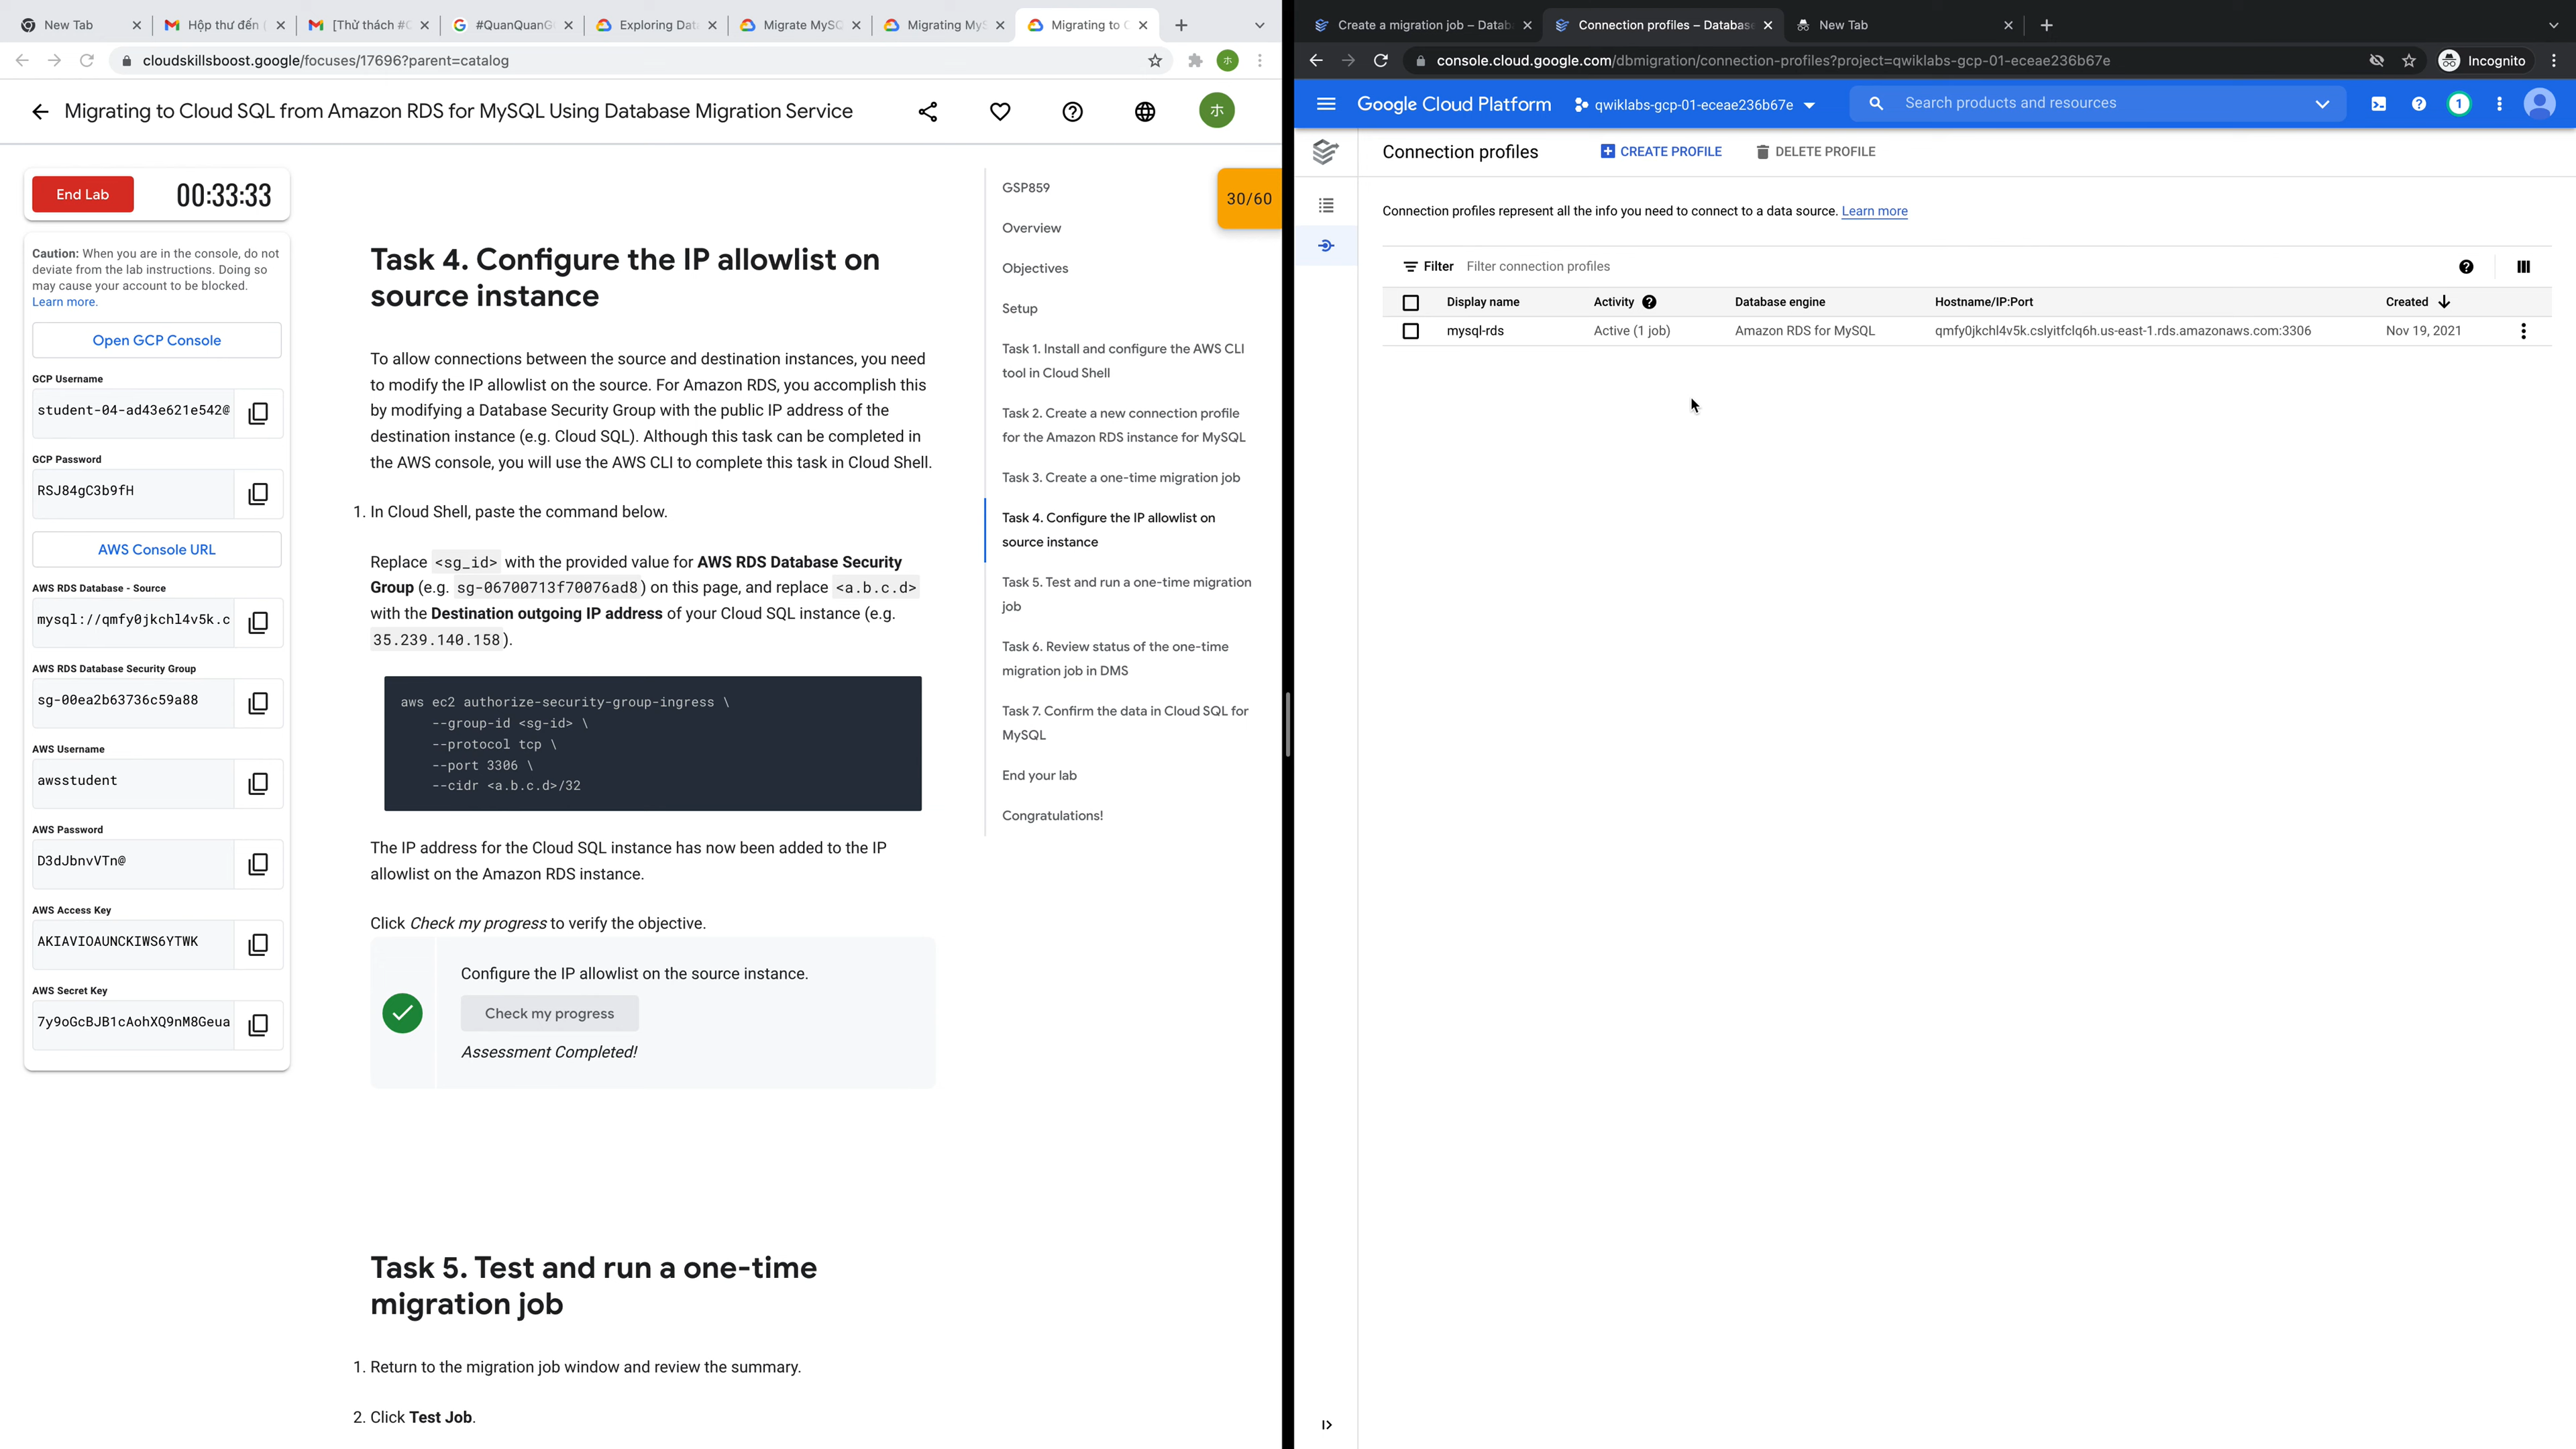 New Tab
Hộp thư đến (
[Thử thách #C
#QuanQuanG
Exploring Dat
Migrate MySQ
Migrating MyS
Migrating to C
cloudskillsboost.google/focuses/17696?parent=catalog
Migrating to Cloud SQL from Amazon RDS for MySQL Using Database Migration Service
ホ
End Lab
00:33:33
Caution: When you are in the console, do not
deviate from the lab instructions. Doing so
may cause your account to be blocked.
Learn more.
Open GCP Console
GCP Username
student-04-ad43e621e542@
GCP Password
RSJ84gC3b9fH
AWS Console URL
AWS RDS Database - Source
mysql://qmfy0jkchl4v5k.c
AWS RDS Database Security Group
sg-00ea2b63736c59a88
AWS Username
awsstudent
AWS Password
D3dJbnvVTn@
AWS Access Key
AKIAVIOAUNCKIWS6YTWK
AWS Secret Key
7y9oGcBJB1cAohXQ9nM8Geua
Task 4. Configure the IP allowlist on
source instance
To allow connections between the source and destination instances, you need
to modify the IP allowlist on the source. For Amazon RDS, you accomplish this
by modifying a Database Security Group with the public IP address of the
destination instance (e.g. Cloud SQL). Although this task can be completed in
the AWS console, you will use the AWS CLI to complete this task in Cloud Shell.
1. In Cloud Shell, paste the command below.
Replace <sg_id> with the provided value for AWS RDS Database Security
Group (e.g. sg-06700713f70076ad8) on this page, and replace <a.b.c.d>
with the Destination outgoing IP address of your Cloud SQL instance (e.g.
35.239.140.158).
aws ec2 authorize-security-group-ingress \
--group-id <sg-id> \
--protocol tcp \
--port 3306 \
--cidr <a.b.c.d>/32
The IP address for the Cloud SQL instance has now been added to the IP
allowlist on the Amazon RDS instance.
Click Check my progress to verify the objective.
Configure the IP allowlist on the source instance.
Check my progress
Assessment Completed!
Task 5. Test and run a one-time
migration job
1. Return to the migration job window and review the summary.
2. Click Test Job.
GSP859
Overview
Objectives
Setup
Task 1. Install and configure the AWS CLI
tool in Cloud Shell
Task 2. Create a new connection profile
for the Amazon RDS instance for MySQL
Task 3. Create a one-time migration job
Task 4. Configure the IP allowlist on
source instance
Task 5. Test and run a one-time migration
job
Task 6. Review status of the one-time
migration job in DMS
Task 7. Confirm the data in Cloud SQL for
MySQL
End your lab
Congratulations!
30/60
Create a migration job – Datab
Connection profiles – Database
New Tab
console.cloud.google.com/dbmigration/connection-profiles?project=qwiklabs-gcp-01-eceae236b67e
Incognito
Google Cloud Platform
qwiklabs-gcp-01-eceae236b67e
Search products and resources
1
Connection profiles
CREATE PROFILE
DELETE PROFILE
Connection profiles represent all the info you need to connect to a data source. Learn more
Filter Filter connection profiles
Display name Activity Database engine Hostname/IP:Port Created
mysql-rds Active (1 job) Amazon RDS for MySQL qmfy0jkchl4v5k.cslyitfclq6h.us-east-1.rds.amazonaws.com:3306 Nov 19, 2021